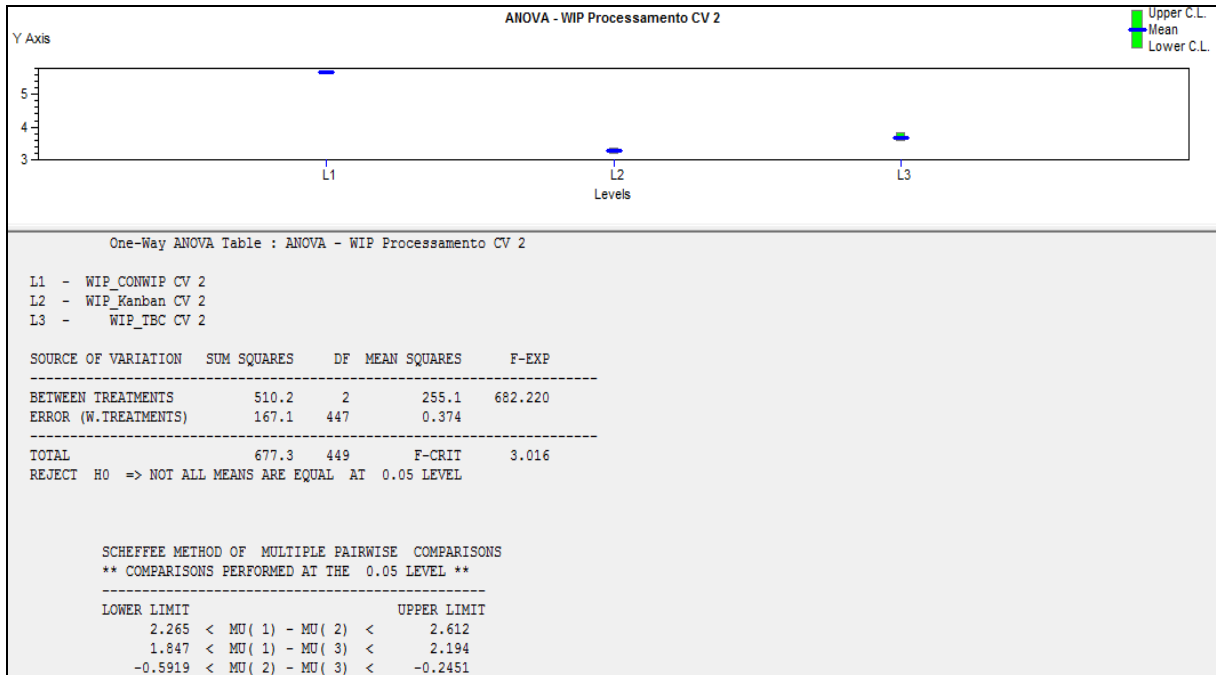 ANOVA - WIP Processamento CV 2
Upper C.L.
Mean
Lower C.L.
Y Axis
5
4
3
L1 L2 L3
Levels
One-Way ANOVA Table : ANOVA - WIP Processamento CV 2
L1 - WIP_CONWIP CV 2
L2 - WIP_Kanban CV 2
L3 - WIP_TBC CV 2
SOURCE OF VARIATION SUM SQUARES DF MEAN SQUARES F-EXP
BETWEEN TREATMENTS 510.2 2 255.1 682.220
ERROR (W.TREATMENTS) 167.1 447 0.374
TOTAL 677.3 449 F-CRIT 3.016
REJECT H0 => NOT ALL MEANS ARE EQUAL AT 0.05 LEVEL
SCHEFFEE METHOD OF MULTIPLE PAIRWISE COMPARISONS
** COMPARISONS PERFORMED AT THE 0.05 LEVEL **
LOWER LIMIT UPPER LIMIT
2.265 < MU( 1) - MU( 2) < 2.612
1.847 < MU( 1) - MU( 3) < 2.194
-0.5919 < MU( 2) - MU( 3) < -0.2451